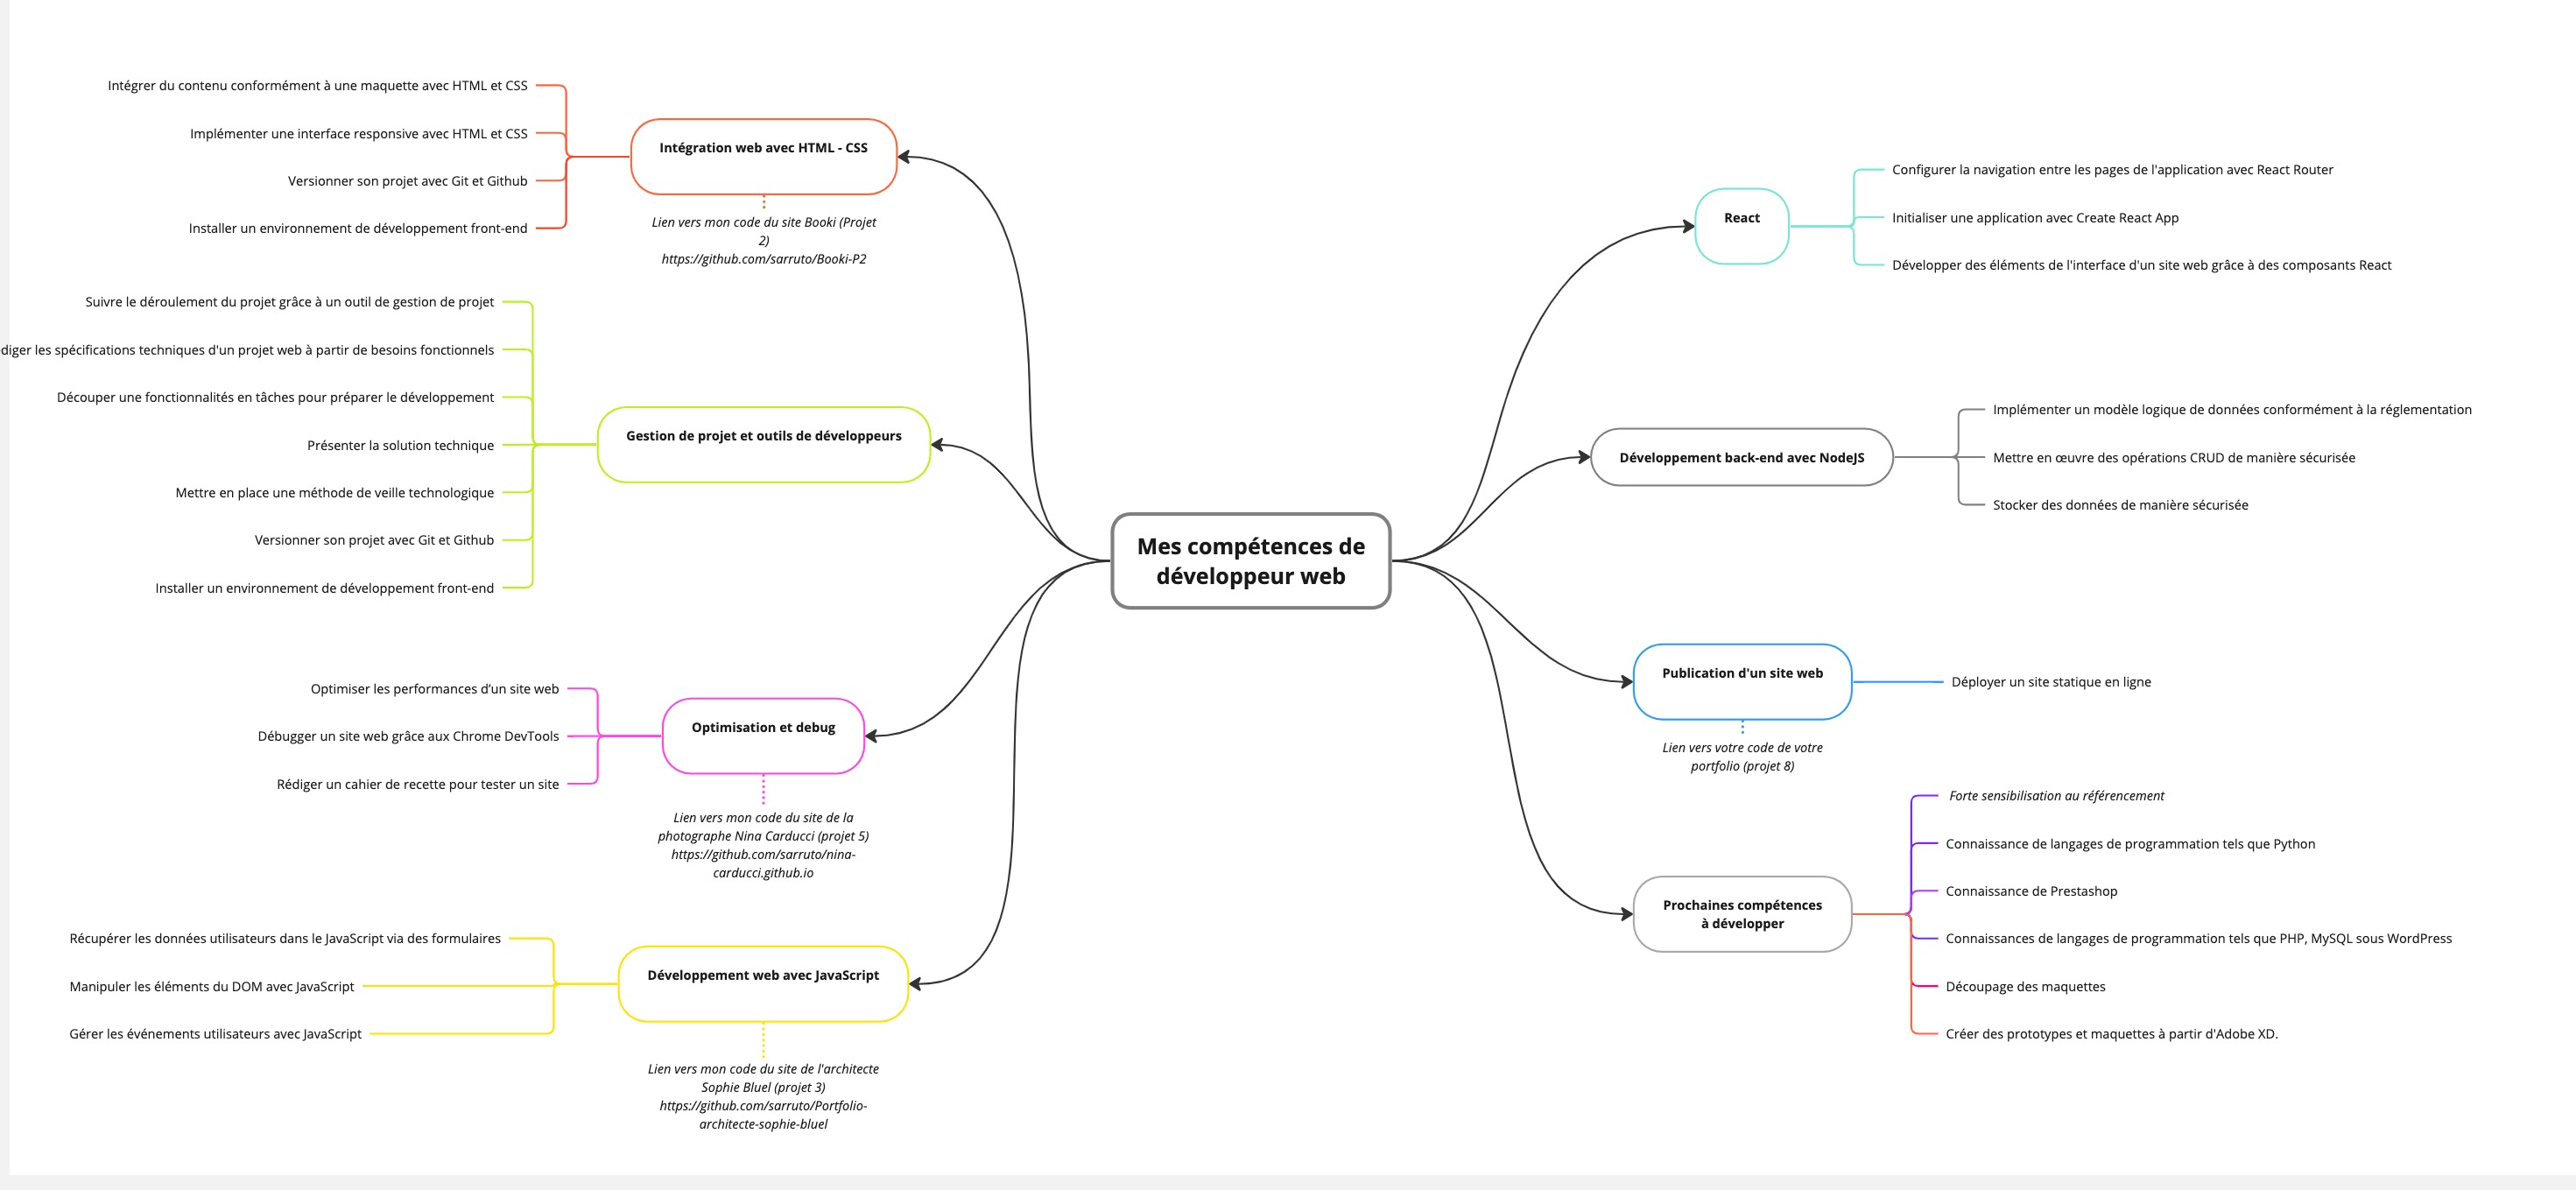 Intégrer du contenu conformément à une maquette avec HTML et CSS
Implémenter une interface responsive avec HTML et CSS
Versionner son projet avec Git et Github
Installer un environnement de développement front-end
Intégration web avec HTML - CSS
Lien vers mon code du site Booki (Projet
2)
https://github.com/sarruto/Booki-P2
Suivre le déroulement du projet grâce à un outil de gestion de projet
diger les spécifications techniques d'un projet web à partir de besoins fonctionnels
Découper une fonctionnalités en tâches pour préparer le développement
Présenter la solution technique
Mettre en place une méthode de veille technologique
Versionner son projet avec Git et Github
Installer un environnement de développement front-end
Gestion de projet et outils de développeurs
Optimiser les performances d'un site web
Débugger un site web grâce aux Chrome DevTools
Rédiger un cahier de recette pour tester un site
Optimisation et debug
Lien vers mon code du site de la
photographe Nina Carducci (projet 5)
https://github.com/sarruto/nina-
carducci.github.io
Récupérer les données utilisateurs dans le JavaScript via des formulaires
Manipuler les éléments du DOM avec JavaScript
Gérer les événements utilisateurs avec JavaScript
Développement web avec JavaScript
Lien vers mon code du site de l'architecte
Sophie Bluel (projet 3)
https://github.com/sarruto/Portfolio-
architecte-sophie-bluel
Mes compétences de
développeur web
React
Configurer la navigation entre les pages de l'application avec React Router
Initialiser une application avec Create React App
Développer des éléments de l'interface d'un site web grâce à des composants React
Développement back-end avec NodeJS
Implémenter un modèle logique de données conformément à la réglementation
Mettre en œuvre des opérations CRUD de manière sécurisée
Stocker des données de manière sécurisée
Publication d'un site web
Déployer un site statique en ligne
Lien vers votre code de votre
portfolio (projet 8)
Prochaines compétences
à développer
Forte sensibilisation au référencement
Connaissance de langages de programmation tels que Python
Connaissance de Prestashop
Connaissances de langages de programmation tels que PHP, MySQL sous WordPress
Découpage des maquettes
Créer des prototypes et maquettes à partir d'Adobe XD.